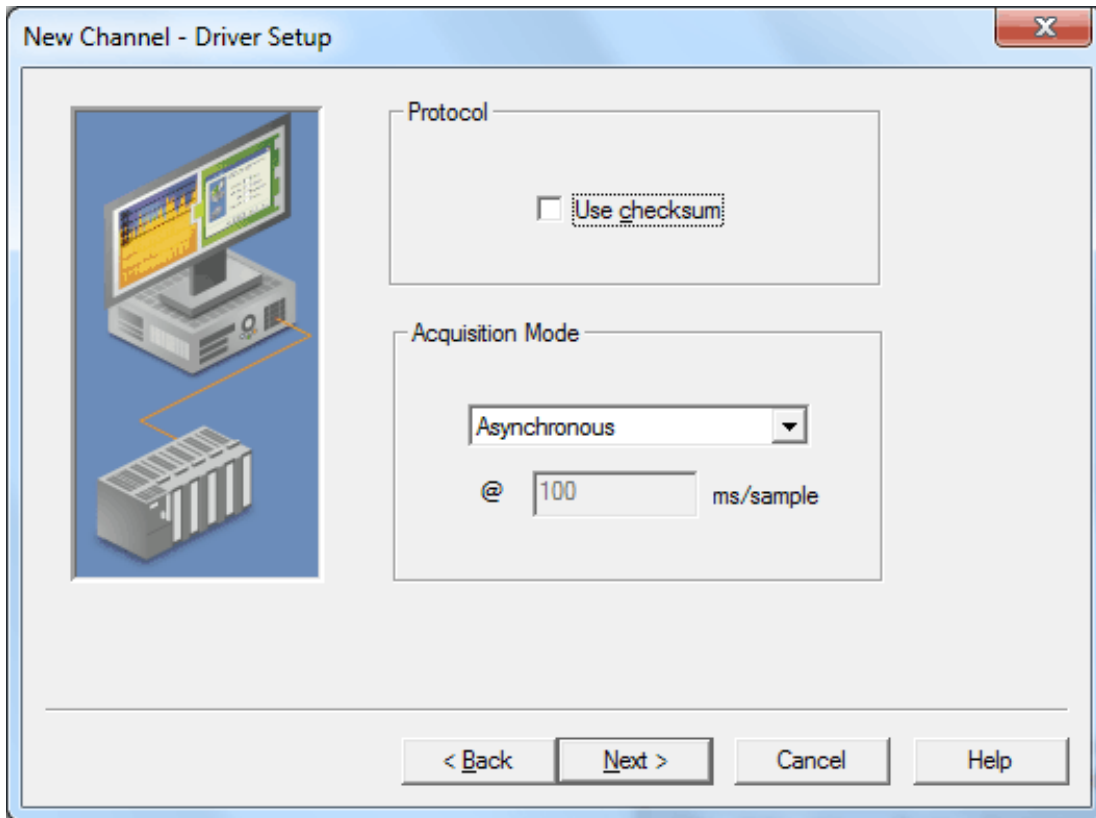 New Channel - Driver Setup
Protocol
Use checksum
Acquisition Mode
Asynchronous
@ 100 ms/sample
< Back Next > Cancel Help